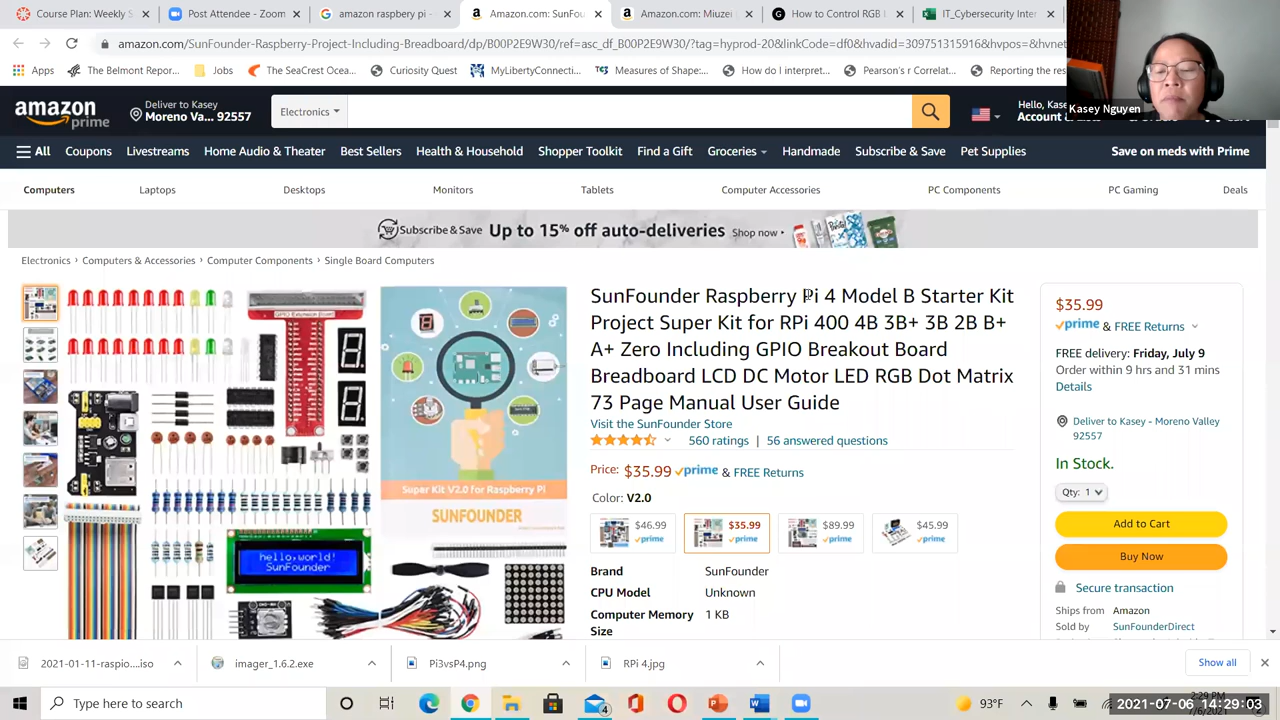 Course Plan: Weekly S
Post Attendee - Zoom
amazon raspberry pi -
Amazon.com: SunFou
Amazon.com: Miuzei
How to Control RGB L
IT_Cybersecurity Inter
amazon.com/SunFounder-Raspberry-Project-Including-Breadboard/dp/B00P2E9W30/ref=asc_df_B00P2E9W30/?tag=hyprod-20&linkCode=df0&hvadid=309751315916&hvpos=&hvnet
Apps
The Belmont Repor...
Jobs
The SeaCrest Ocea...
Curiosity Quest
MyLibertyConnecti...
Measures of Shape:...
How do I interpret...
Pearson's r Correlat...
Reporting the res
Kasey Nguyen
amazon prime
Deliver to Kasey
Moreno Va... 92557
Electronics
Hello, Kas
Account
All
Coupons
Livestreams
Home Audio & Theater
Best Sellers
Health & Household
Shopper Toolkit
Find a Gift
Groceries
Handmade
Subscribe & Save
Pet Supplies
Save on meds with Prime
Computers
Laptops
Desktops
Monitors
Tablets
Computer Accessories
PC Components
PC Gaming
Deals
Subscribe & Save Up to 15% off auto-deliveries Shop now
Electronics › Computers & Accessories › Computer Components › Single Board Computers
hello,world!
SunFounder
Super Kit V2.0 for Raspberry Pi
SUNFOUNDER
SunFounder Raspberry Pi 4 Model B Starter Kit
Project Super Kit for RPi 400 4B 3B+ 3B 2B B+
A+ Zero Including GPIO Breakout Board
Breadboard LCD DC Motor LED RGB Dot Matrix
73 Page Manual User Guide
Visit the SunFounder Store
560 ratings | 56 answered questions
Price: $35.99 prime & FREE Returns
Color: V2.0
$46.99 prime
$35.99 prime
$89.99 prime
$45.99 prime
Brand SunFounder
CPU Model Unknown
Computer Memory 1 KB
Size
$35.99
prime & FREE Returns
FREE delivery: Friday, July 9
Order within 9 hrs and 31 mins
Details
Deliver to Kasey - Moreno Valley
92557
In Stock.
Qty: 1
Add to Cart
Buy Now
Secure transaction
Ships from Amazon
Sold by SunFounderDirect
2021-01-11-raspio....iso
imager_1.6.2.exe
Pi3vsP4.png
RPi 4.jpg
Show all
Type here to search
4
93°F
2:29 PM
2021-07-06 14:29:03
7/6/2021